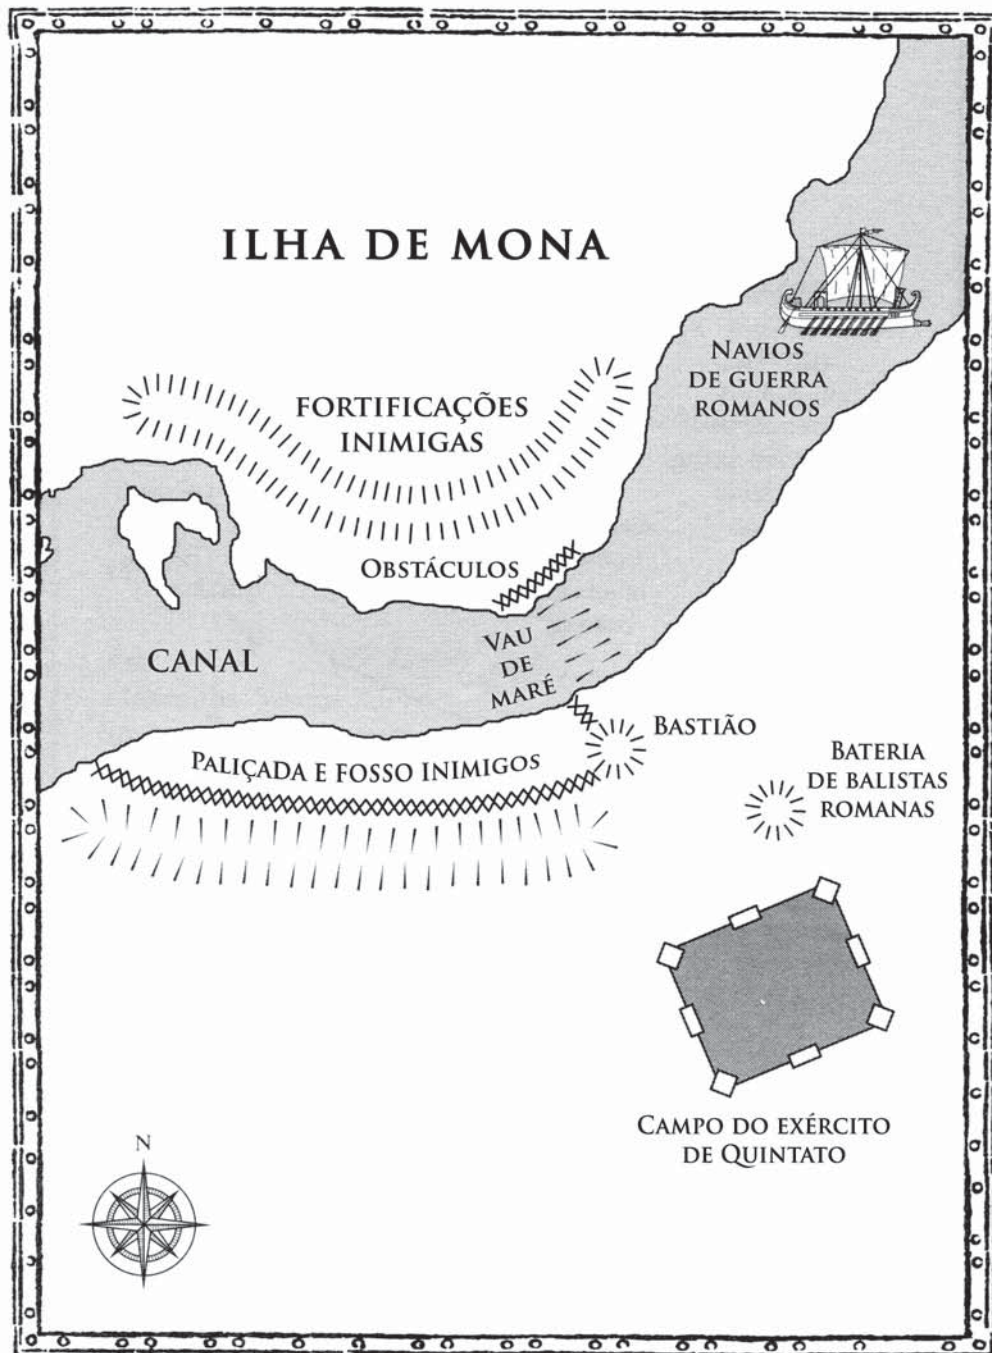 ILHA DE MONA
NAVIOS
DE GUERRA
ROMANOS
FORTIFICAÇÕES
INIMIGAS
OBSTÁCULOS
VAU
DE
MARÉ
CANAL
BASTIÃO
PALIÇADA E FOSSO INIMIGOS
BATERIA
DE BALISTAS
ROMANAS
CAMPO DO EXÉRCITO
DE QUINTATO
N